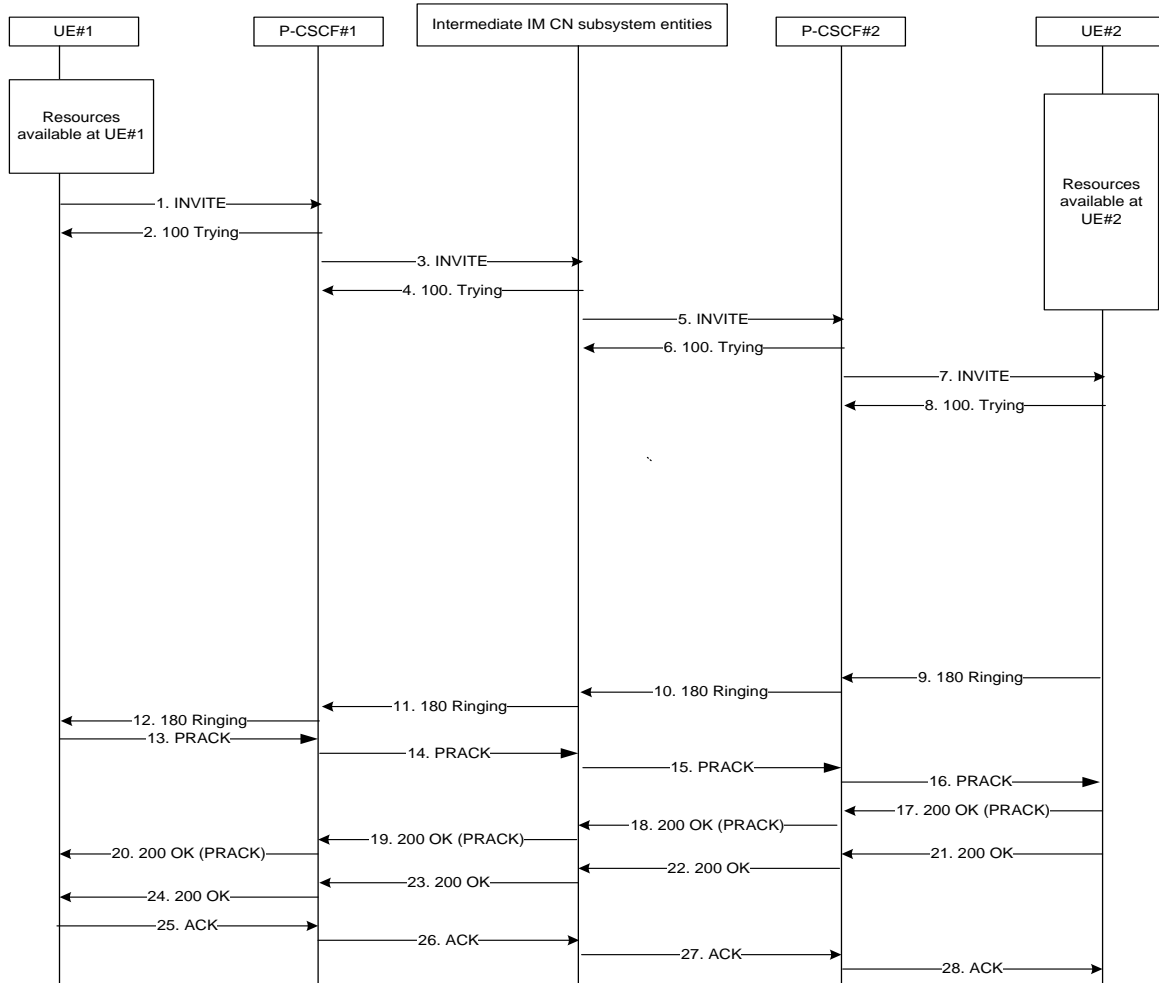 UE#1
P-CSCF#1
Intermediate IM CN subsystem entities
P-CSCF#2
UE#2
Resources
available at UE#1
Resources
available at
UE#2
1. INVITE
2. 100 Trying
3. INVITE
4. 100. Trying
5. INVITE
6. 100. Trying
7. INVITE
8. 100. Trying
9. 180 Ringing
10. 180 Ringing
11. 180 Ringing
12. 180 Ringing
13. PRACK
14. PRACK
15. PRACK
16. PRACK
17. 200 OK (PRACK)
18. 200 OK (PRACK)
19. 200 OK (PRACK)
20. 200 OK (PRACK)
21. 200 OK
22. 200 OK
23. 200 OK
24. 200 OK
25. ACK
26. ACK
27. ACK
28. ACK